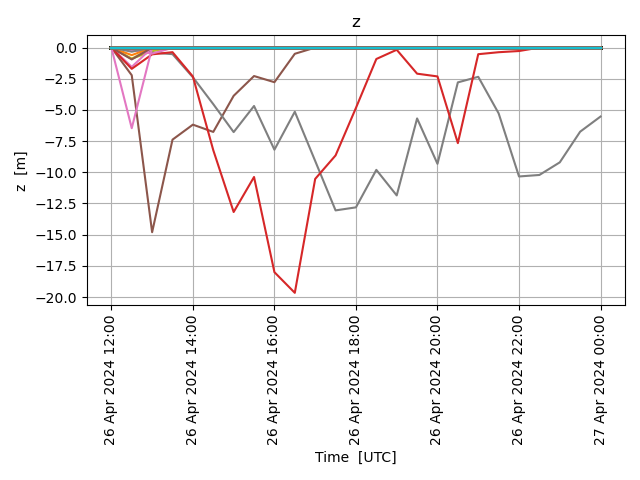 z
0.0
−2.5
−5.0
−7.5
−10.0
−12.5
−15.0
−17.5
−20.0
z [m]
26 Apr 2024 12:00
26 Apr 2024 14:00
26 Apr 2024 16:00
26 Apr 2024 18:00
26 Apr 2024 20:00
26 Apr 2024 22:00
27 Apr 2024 00:00
Time [UTC]